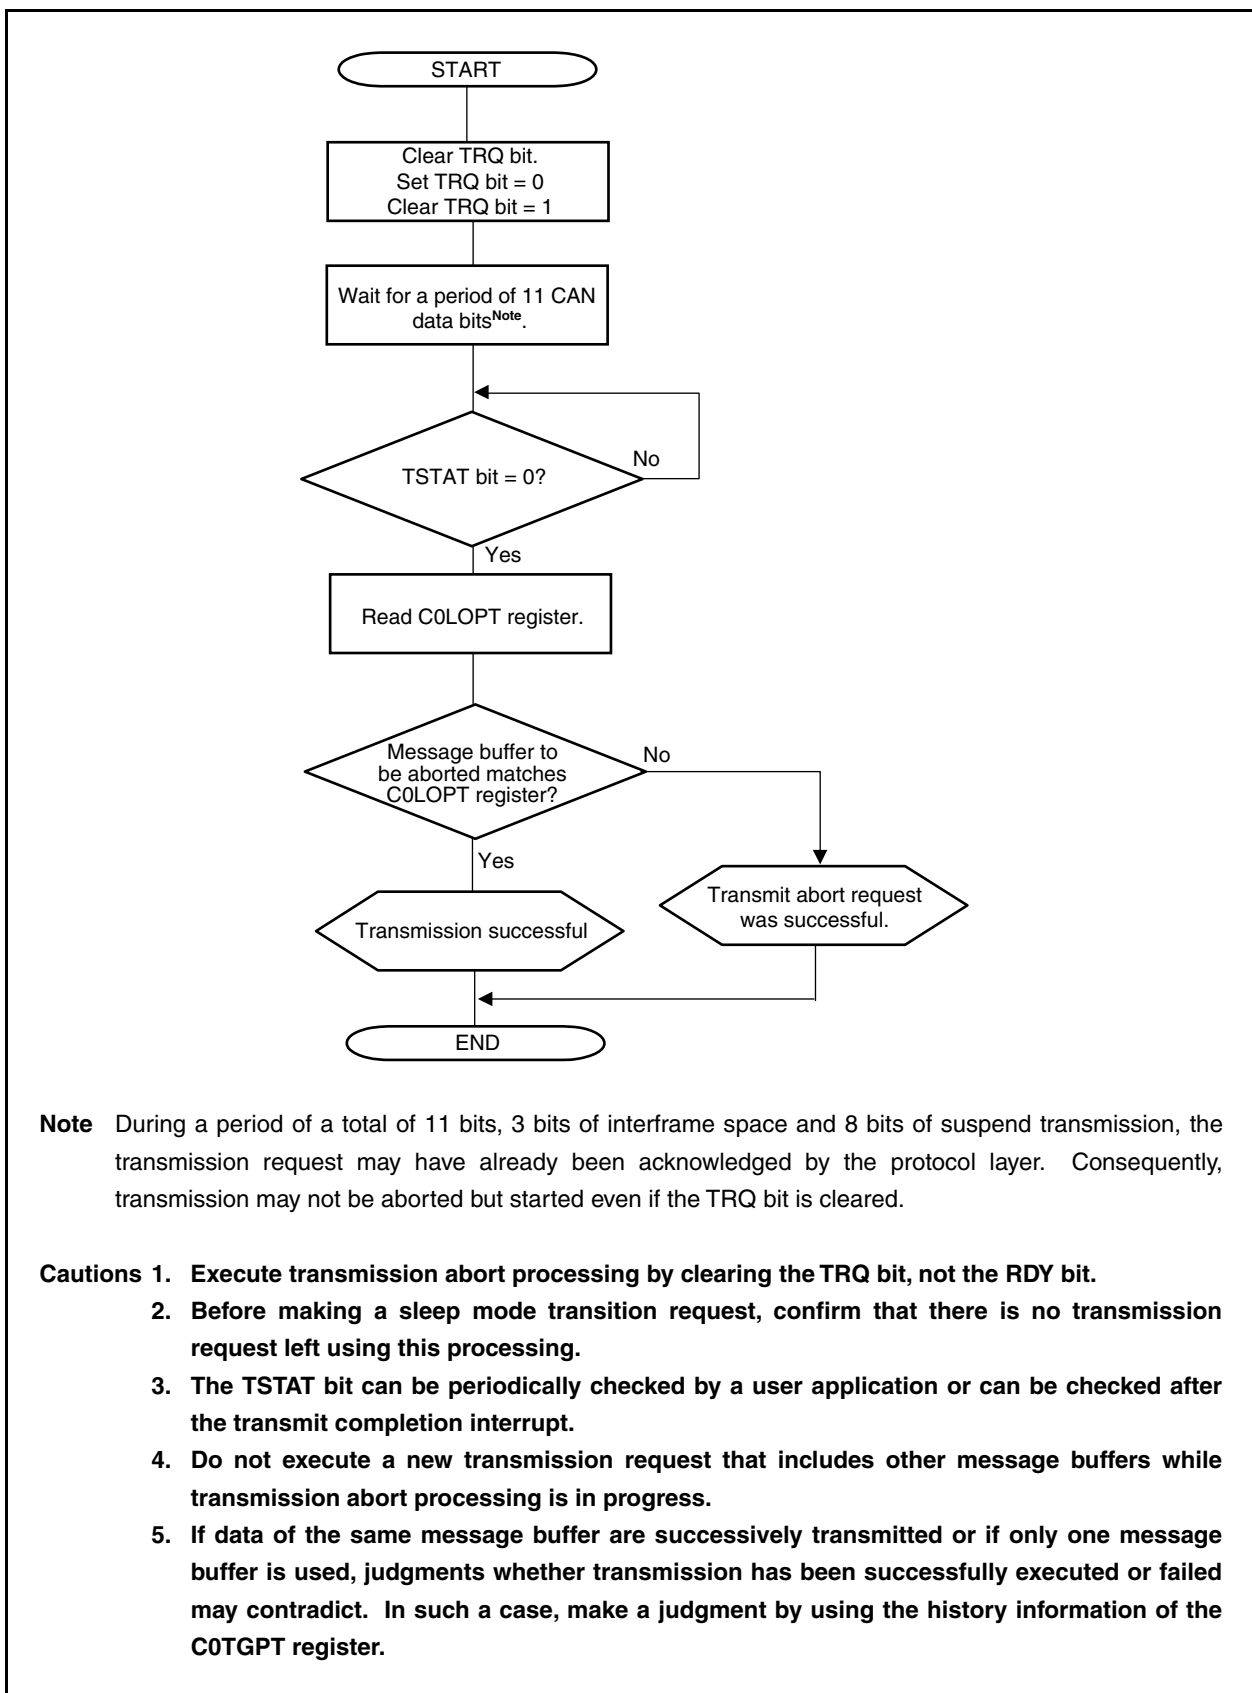 START
Clear TRQ bit.
Set TRQ bit = 0
Clear TRQ bit = 1
Wait for a period of 11 CAN
data bitsNote.
TSTAT bit = 0?
No
Yes
Read C0LOPT register.
Message buffer to
be aborted matches
C0LOPT register?
No
Yes
Transmit abort request
was successful.
Transmission successful
END
Note During a period of a total of 11 bits, 3 bits of interframe space and 8 bits of suspend transmission, the
transmission request may have already been acknowledged by the protocol layer. Consequently,
transmission may not be aborted but started even if the TRQ bit is cleared.
Cautions 1. Execute transmission abort processing by clearing the TRQ bit, not the RDY bit.
2. Before making a sleep mode transition request, confirm that there is no transmission
request left using this processing.
3. The TSTAT bit can be periodically checked by a user application or can be checked after
the transmit completion interrupt.
4. Do not execute a new transmission request that includes other message buffers while
transmission abort processing is in progress.
5. If data of the same message buffer are successively transmitted or if only one message
buffer is used, judgments whether transmission has been successfully executed or failed
may contradict. In such a case, make a judgment by using the history information of the
C0TGPT register.